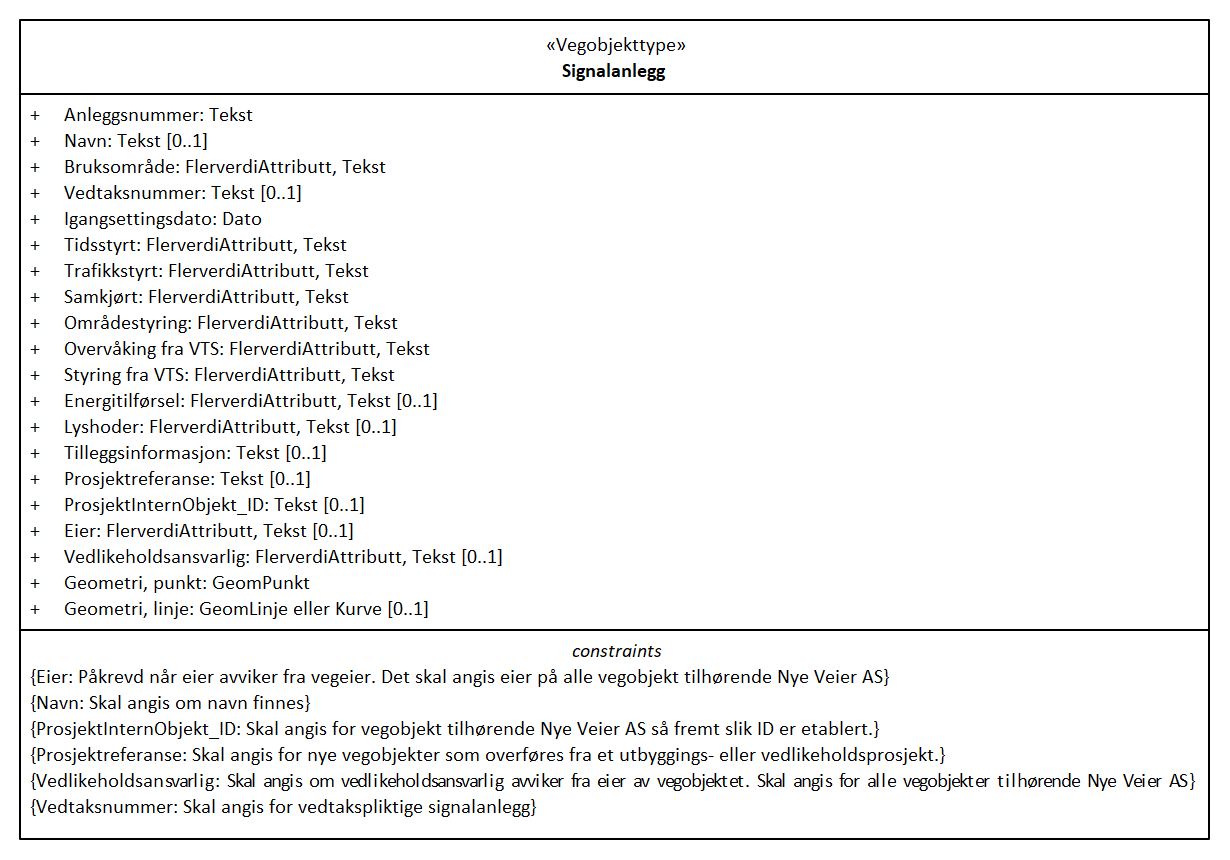 «Vegobjekttype»
Signalanlegg
+ Anleggsnummer: Tekst
+ Navn: Tekst [0..1]
+ Bruksområde: FlerverdiAttributt, Tekst
+ Vedtaksnummer: Tekst [0..1]
+ Igangsettingsdato: Dato
+ Tidsstyrt: FlerverdiAttributt, Tekst
+ Trafikkstyrt: FlerverdiAttributt, Tekst
+ Samkjørt: FlerverdiAttributt, Tekst
+ Områdestyring: FlerverdiAttributt, Tekst
+ Overvåking fra VTS: FlerverdiAttributt, Tekst
+ Styring fra VTS: FlerverdiAttributt, Tekst
+ Energitilførsel: FlerverdiAttributt, Tekst [0..1]
+ Lyshoder: FlerverdiAttributt, Tekst [0..1]
+ Tilleggsinformasjon: Tekst [0..1]
+ Prosjektreferanse: Tekst [0..1]
+ ProsjektInternObjekt_ID: Tekst [0..1]
+ Eier: FlerverdiAttributt, Tekst [0..1]
+ Vedlikeholdsansvarlig: FlerverdiAttributt, Tekst [0..1]
+ Geometri, punkt: GeomPunkt
+ Geometri, linje: GeomLinje eller Kurve [0..1]
constraints
{Eier: Påkrevd når eier avviker fra vegeier. Det skal angis eier på alle vegobjekt tilhørende Nye Veier AS}
{Navn: Skal angis om navn finnes}
{ProsjektInternObjekt_ID: Skal angis for vegobjekt tilhørende Nye Veier AS så fremt slik ID er etablert.}
{Prosjektreferanse: Skal angis for nye vegobjekter som overføres fra et utbyggings- eller vedlikeholdsprosjekt.}
{Vedlikeholdsansvarlig: Skal angis om vedlikeholdsansvarlig avviker fra eier av vegobjektet. Skal angis for alle vegobjekter tilhørende Nye Veier AS}
{Vedtaksnummer: Skal angis for vedtakspliktige signalanlegg}